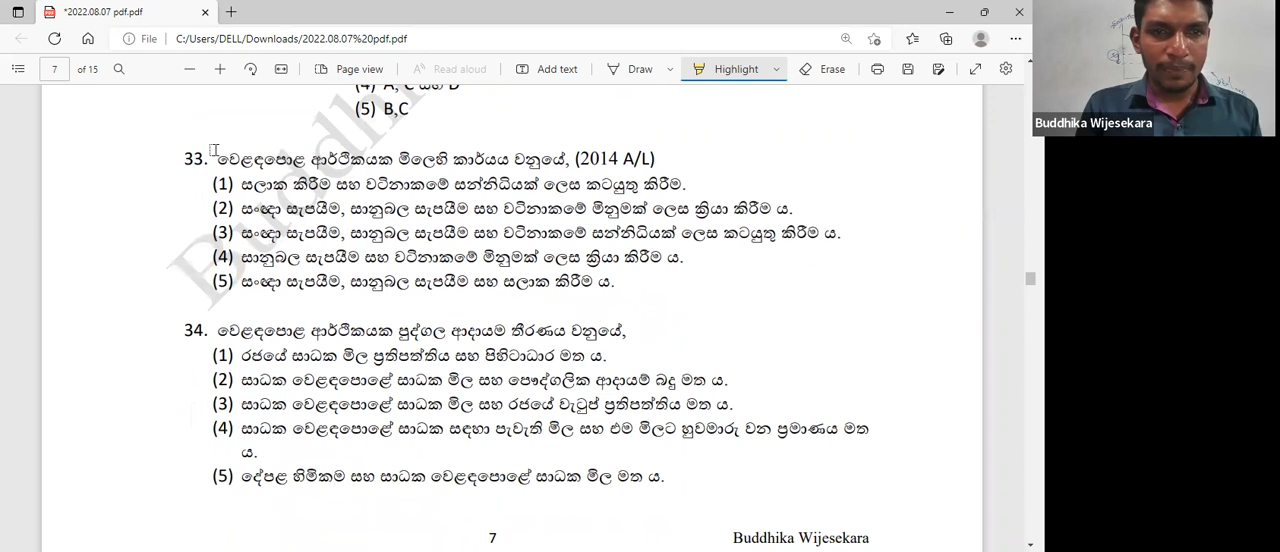 *2022.08.07 pdf.pdf
File C:/Users/DELL/Downloads/2022.08.07%20pdf.pdf
7 of 15 Page view Read aloud Add text Draw Highlight Erase
(4) A, C සහ D
(5) B,C
Buddhika Wijesekara
33. වෙළඳපොළ ආර්ථිකයක මිලෙහි කාර්යය වනුයේ, (2014 A/L)
(1) සලාක කිරීම සහ වටිනාකමේ සන්නිධියක් ලෙස කටයුතු කිරීම.
(2) සංඥා සැපයීම, සානුබල සැපයීම සහ වටිනාකමේ මිනුමක් ලෙස ක්‍රියා කිරීම ය.
(3) සංඥා සැපයීම, සානුබල සැපයීම සහ වටිනාකමේ සන්නිධියක් ලෙස කටයුතු කිරීම ය.
(4) සානුබල සැපයීම සහ වටිනාකමේ මිනුමක් ලෙස ක්‍රියා කිරීම ය.
(5) සංඥා සැපයීම, සානුබල සැපයීම සහ සලාක කිරීම ය.
34. වෙළඳපොළ ආර්ථිකයක පුද්ගල ආදායම තීරණය වනුයේ,
(1) රජයේ සාධක මිල ප්‍රතිපත්තිය සහ පිහිටාධාර මත ය.
(2) සාධක වෙළඳපොළේ සාධක මිල සහ පෞද්ගලික ආදායම් බදු මත ය.
(3) සාධක වෙළඳපොළේ සාධක මිල සහ රජයේ වැටුප් ප්‍රතිපත්තිය මත ය.
(4) සාධක වෙළඳපොළේ සාධක සඳහා පැවැති මිල සහ එම මිලට හුවමාරු වන ප්‍රමාණය මත
ය.
(5) දේපළ හිමිකම සහ සාධක වෙළඳපොළේ සාධක මිල මත ය.
7 Buddhika Wijesekara